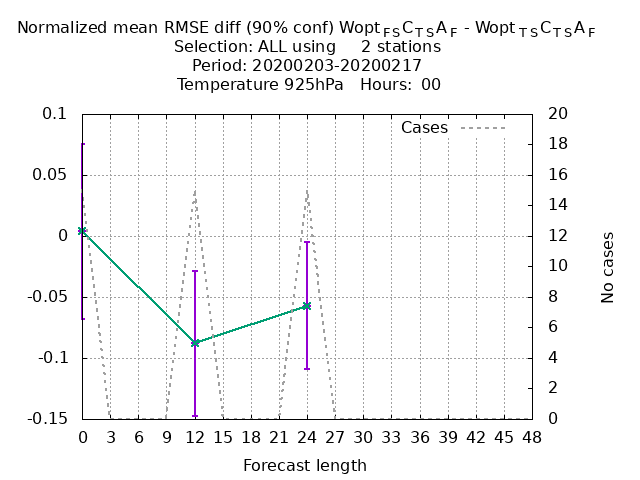 Normalized mean RMSE diff (90% conf) Wopt FS C TS A F - Wopt TS C TS A F
Selection: ALL using 2 stations
Period: 20200203-20200217
Temperature 925hPa Hours: 00
0.1
0.05
0
-0.05
-0.1
-0.15
Cases
20
18
16
14
12
10
8
6
4
2
0
No cases
0 3 6 9 12 15 18 21 24 27 30 33 36 39 42 45 48
Forecast length